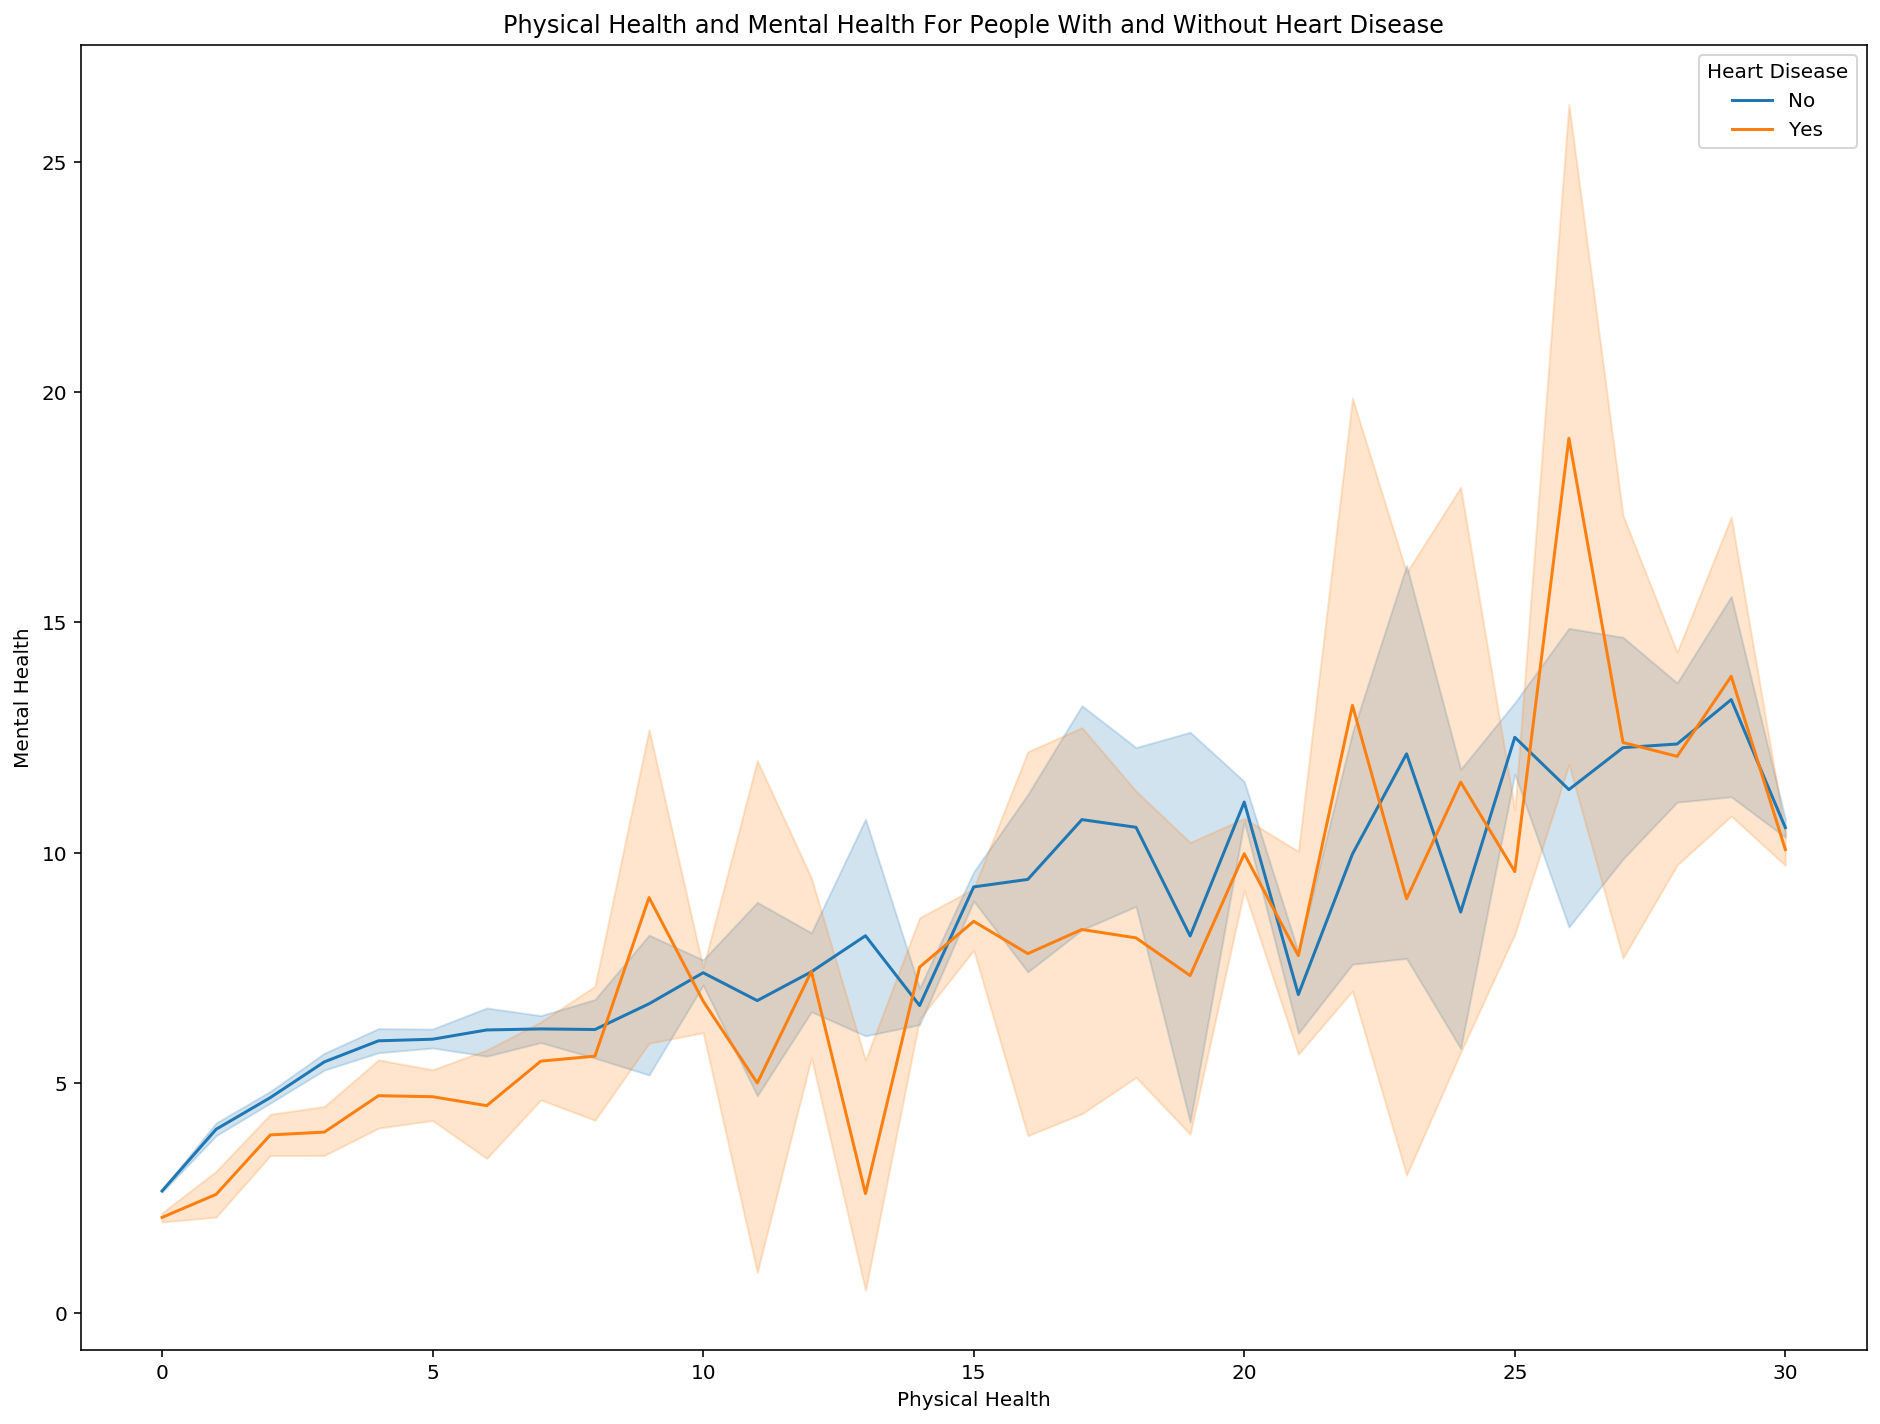 Physical Health and Mental Health For People With and Without Heart Disease
Heart Disease
No
Yes
Mental Health
25
20
15
10
5
0
0 5 10 15 20 25 30
Physical Health